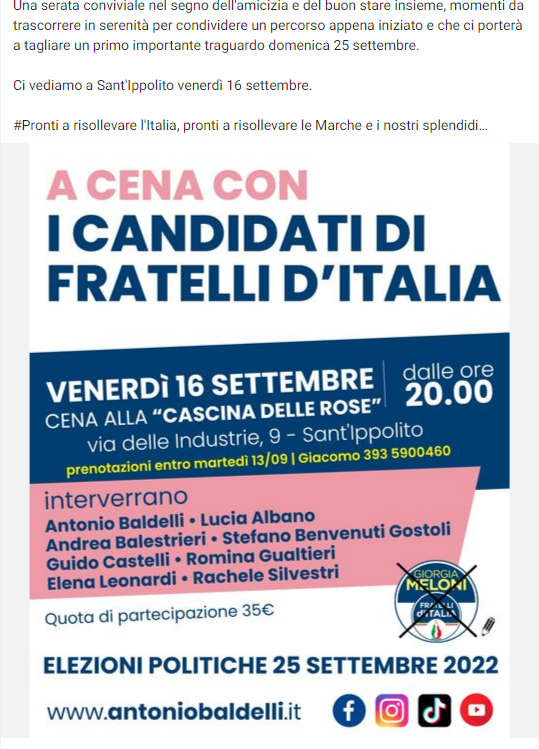 Una serata conviviale nel segno dell'amicizia e del buon stare insieme, momenti da
trascorrere in serenità per condividere un percorso appena iniziato e che ci porterà
a tagliare un primo importante traguardo domenica 25 settembre.
Ci vediamo a Sant'Ippolito venerdì 16 settembre.
#Pronti a risollevare l'Italia, pronti a risollevare le Marche e i nostri splendidi...
A CENA CON
I CANDIDATI DI
FRATELLI D'ITALIA
VENERDì 16 SETTEMBRE
dalle ore
20.00
CENA ALLA "CASCINA DELLE ROSE"
via delle Industrie, 9 - Sant'Ippolito
prenotazioni entro martedì 13/09 | Giacomo 393 5900460
interverrano
Antonio Baldelli • Lucia Albano
Andrea Balestrieri • Stefano Benvenuti Gostoli
Guido Castelli • Romina Gualtieri
Elena Leonardi • Rachele Silvestri
GIORGIA
MELONI
FRATELLI
d'ITALIA
Quota di partecipazione 35€
ELEZIONI POLITICHE 25 SETTEMBRE 2022
www.antoniobaldelli.it